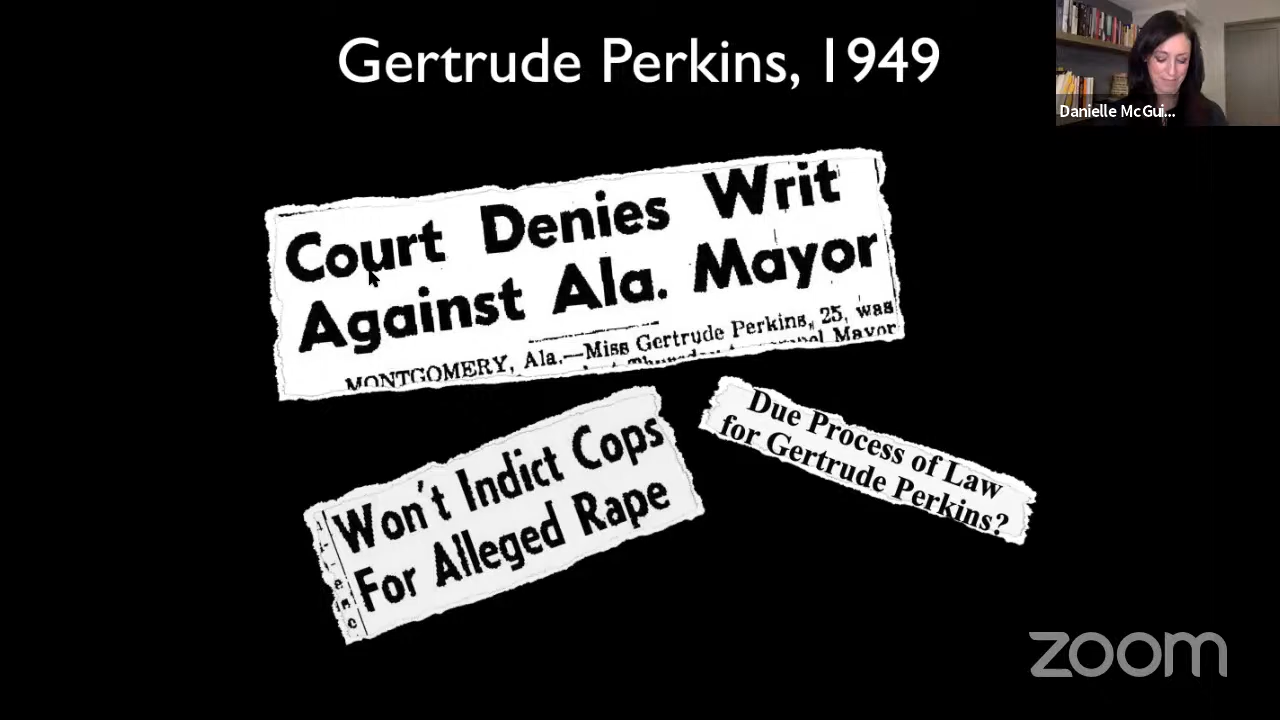 Gertrude Perkins, 1949
Danielle McGui...
Court Denies Writ
Against Ala. Mayor
MONTGOMERY, Ala.—Miss Gertrude Perkins, 25, was
Mayor
Won't Indict Cops
For Alleged Rape
Due Process of Law
for Gertrude Perkins?
zoom